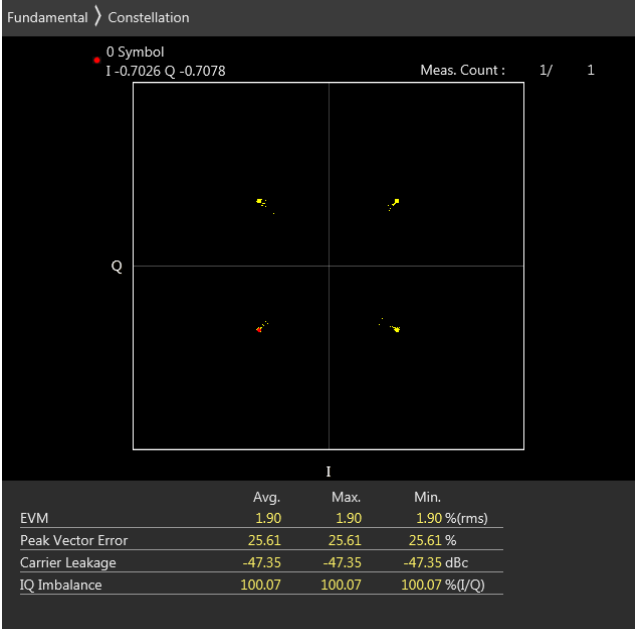 Fundamental 〉 Constellation
0 Symbol
I -0.7026 Q -0.7078 Meas. Count : 1/ 1
Q
I
Avg. Max. Min.
EVM 1.90 1.90 1.90 %(rms)
Peak Vector Error 25.61 25.61 25.61 %
Carrier Leakage -47.35 -47.35 -47.35 dBc
IQ Imbalance 100.07 100.07 100.07 %(I/Q)